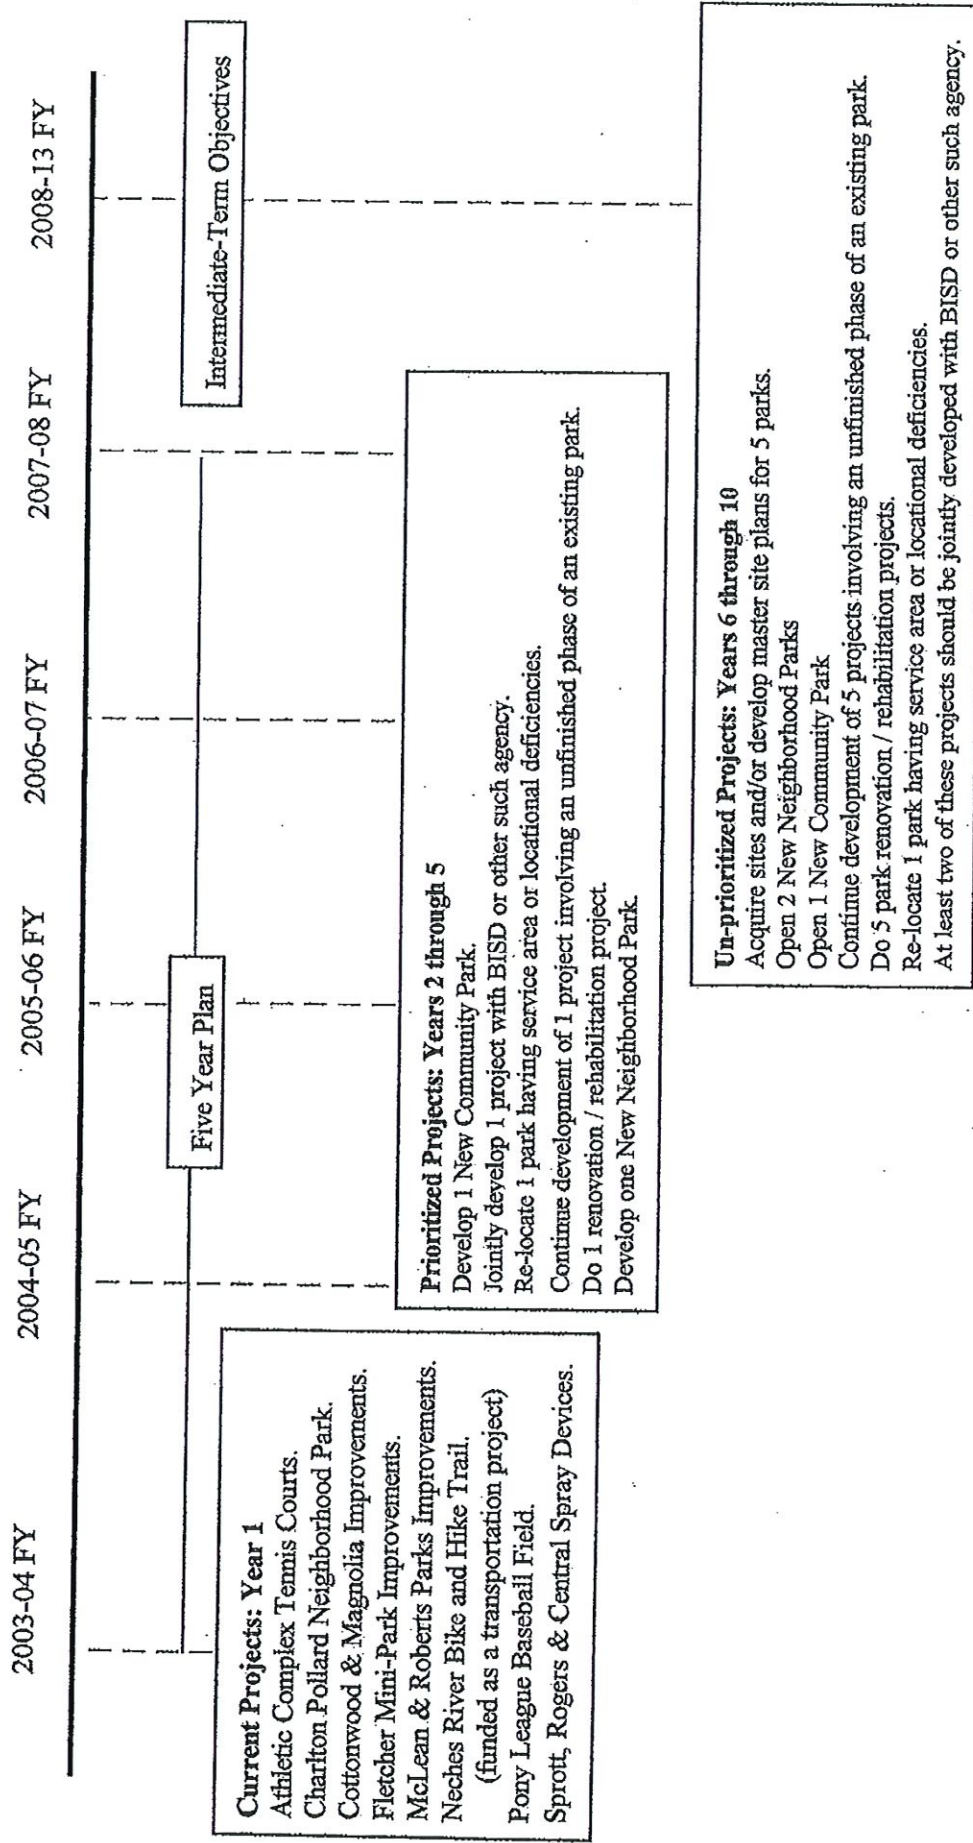 2003-04 FY
2004-05 FY
2005-06 FY
2006-07 FY
2007-08 FY
2008-13 FY
Five Year Plan
Intermediate-Term Objectives
Current Projects: Year 1
Athletic Complex Tennis Courts.
Charlton Pollard Neighborhood Park.
Cottonwood & Magnolia Improvements.
Fletcher Mini-Park Improvements.
McLean & Roberts Parks Improvements.
Neches River Bike and Hike Trail.
(funded as a transportation project)
Pony League Baseball Field.
Sprott, Rogers & Central Spray Devices.
Prioritized Projects: Years 2 through 5
Develop 1 New Community Park.
Jointly develop 1 project with BISD or other such agency.
Re-locate 1 park having service area or locational deficiencies.
Continue development of 1 project involving an unfinished phase of an existing park.
Do 1 renovation / rehabilitation project.
Develop one New Neighborhood Park.
Un-prioritized Projects: Years 6 through 10
Acquire sites and/or develop master site plans for 5 parks.
Open 2 New Neighborhood Parks
Open 1 New Community Park
Continue development of 5 projects involving an unfinished phase of an existing park.
Do 5 park renovation / rehabilitation projects.
Re-locate 1 park having service area or locational deficiencies.
At least two of these projects should be jointly developed with BISD or other such agency.